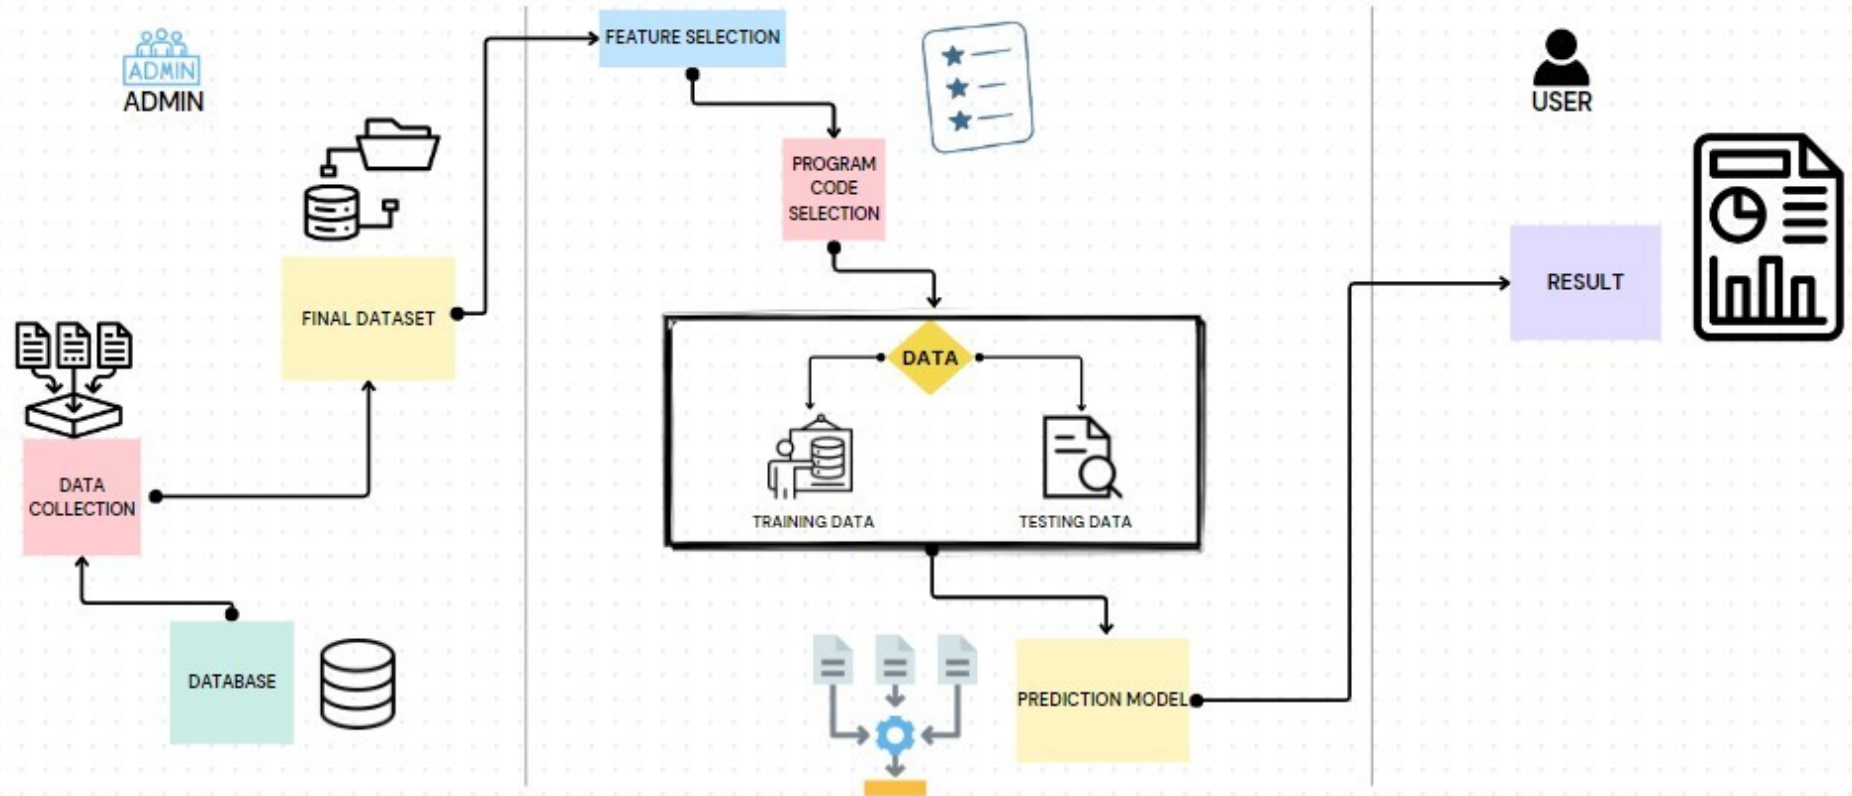 ADMIN
ADMIN
FINAL DATASET
DATA
COLLECTION
DATABASE
FEATURE SELECTION
PROGRAM
CODE
SELECTION
DATA
TRAINING DATA
TESTING DATA
PREDICTION MODEL
USER
RESULT